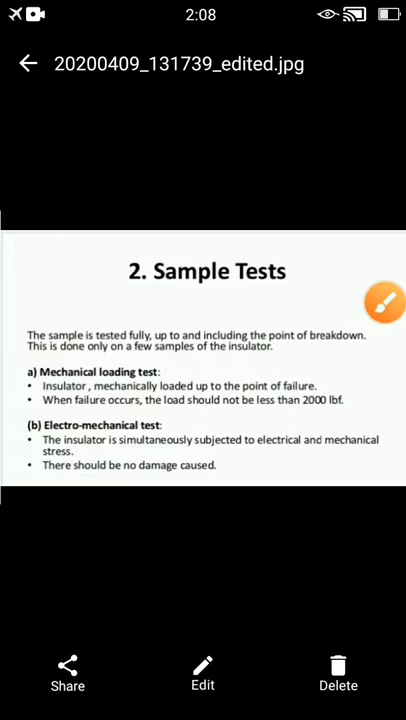 2:08
20200409_131739_edited.jpg
2. Sample Tests
The sample is tested fully, up to and including the point of breakdown.
This is done only on a few samples of the insulator.
a) Mechanical loading test:
• Insulator , mechanically loaded up to the point of failure.
• When failure occurs, the load should not be less than 2000 lbf.
(b) Electro-mechanical test:
• The insulator is simultaneously subjected to electrical and mechanical
stress.
• There should be no damage caused.
Share Edit Delete